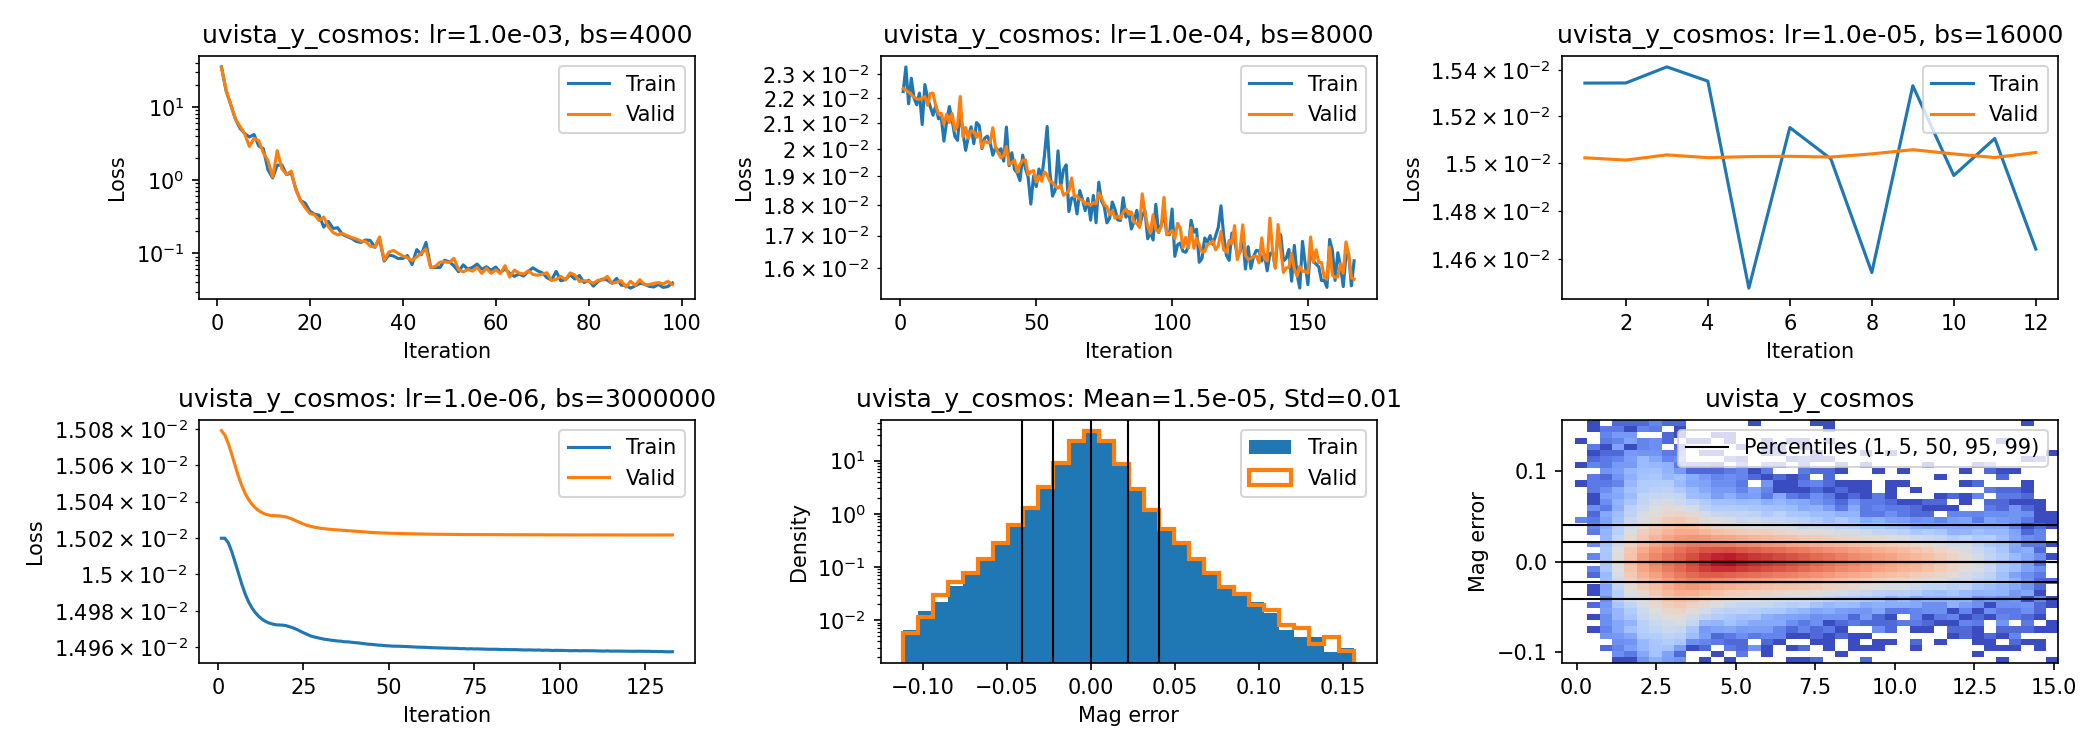 uvista_y_cosmos: lr=1.0e-03, bs=4000
10¹
10⁰
10⁻¹
Loss
Train
Valid
0 20 40 60 80 100
Iteration
uvista_y_cosmos: lr=1.0e-04, bs=8000
2.3 × 10⁻²
2.2 × 10⁻²
2.1 × 10⁻²
2 × 10⁻²
1.9 × 10⁻²
1.8 × 10⁻²
1.7 × 10⁻²
1.6 × 10⁻²
Loss
Train
Valid
0 50 100 150
Iteration
uvista_y_cosmos: lr=1.0e-05, bs=16000
1.54 × 10⁻²
1.52 × 10⁻²
1.5 × 10⁻²
1.48 × 10⁻²
1.46 × 10⁻²
Loss
Train
Valid
2 4 6 8 10 12
Iteration
uvista_y_cosmos: lr=1.0e-06, bs=3000000
1.508 × 10⁻²
1.506 × 10⁻²
1.504 × 10⁻²
1.502 × 10⁻²
1.5 × 10⁻²
1.498 × 10⁻²
1.496 × 10⁻²
Loss
Train
Valid
0 25 50 75 100 125
Iteration
uvista_y_cosmos: Mean=1.5e-05, Std=0.01
10¹
10⁰
10⁻¹
10⁻²
Density
Train
Valid
−0.10 −0.05 0.00 0.05 0.10 0.15
Mag error
uvista_y_cosmos
0.1
0.0
−0.1
Mag error
Percentiles (1, 5, 50, 95, 99)
0.0 2.5 5.0 7.5 10.0 12.5 15.0